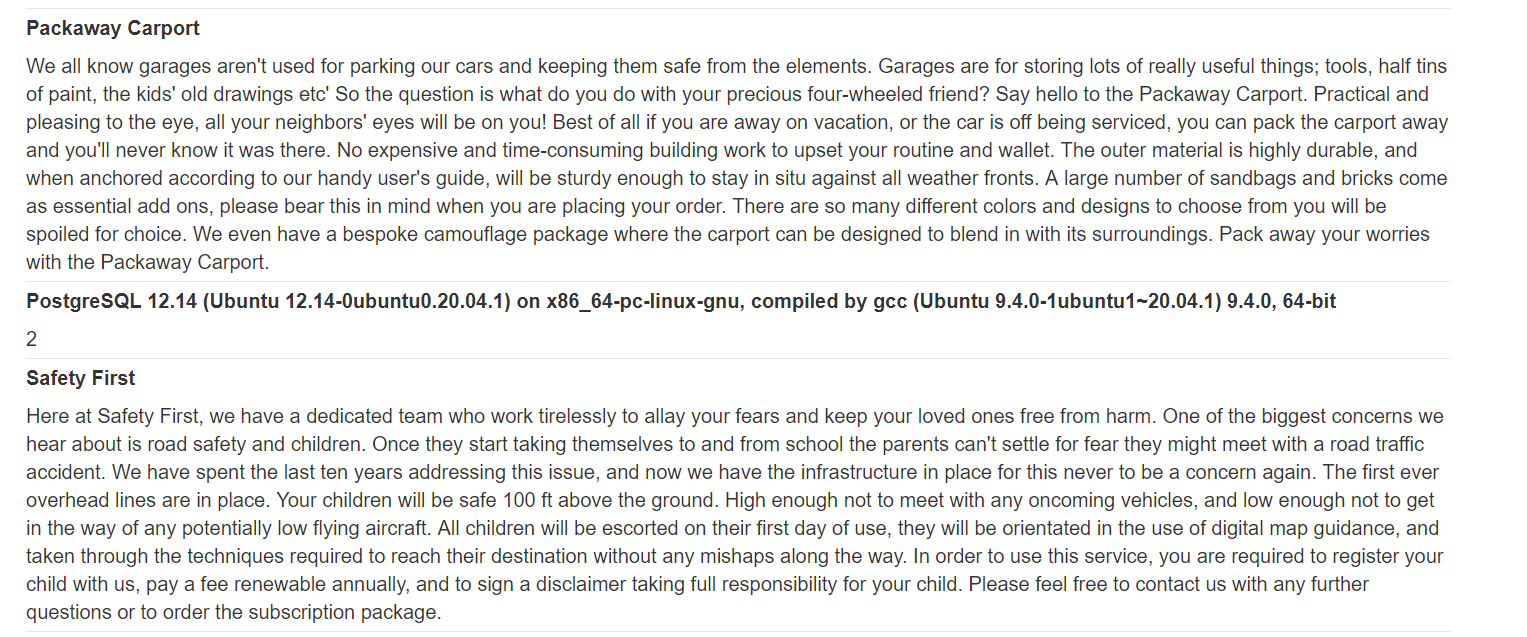 Packaway Carport
We all know garages aren't used for parking our cars and keeping them safe from the elements. Garages are for storing lots of really useful things; tools, half tins
of paint, the kids' old drawings etc' So the question is what do you do with your precious four-wheeled friend? Say hello to the Packaway Carport. Practical and
pleasing to the eye, all your neighbors' eyes will be on you! Best of all if you are away on vacation, or the car is off being serviced, you can pack the carport away
and you'll never know it was there. No expensive and time-consuming building work to upset your routine and wallet. The outer material is highly durable, and
when anchored according to our handy user's guide, will be sturdy enough to stay in situ against all weather fronts. A large number of sandbags and bricks come
as essential add ons, please bear this in mind when you are placing your order. There are so many different colors and designs to choose from you will be
spoiled for choice. We even have a bespoke camouflage package where the carport can be designed to blend in with its surroundings. Pack away your worries
with the Packaway Carport.
PostgreSQL 12.14 (Ubuntu 12.14-0ubuntu0.20.04.1) on x86_64-pc-linux-gnu, compiled by gcc (Ubuntu 9.4.0-1ubuntu1~20.04.1) 9.4.0, 64-bit
2
Safety First
Here at Safety First, we have a dedicated team who work tirelessly to allay your fears and keep your loved ones free from harm. One of the biggest concerns we
hear about is road safety and children. Once they start taking themselves to and from school the parents can't settle for fear they might meet with a road traffic
accident. We have spent the last ten years addressing this issue, and now we have the infrastructure in place for this never to be a concern again. The first ever
overhead lines are in place. Your children will be safe 100 ft above the ground. High enough not to meet with any oncoming vehicles, and low enough not to get
in the way of any potentially low flying aircraft. All children will be escorted on their first day of use, they will be orientated in the use of digital map guidance, and
taken through the techniques required to reach their destination without any mishaps along the way. In order to use this service, you are required to register your
child with us, pay a fee renewable annually, and to sign a disclaimer taking full responsibility for your child. Please feel free to contact us with any further
questions or to order the subscription package.